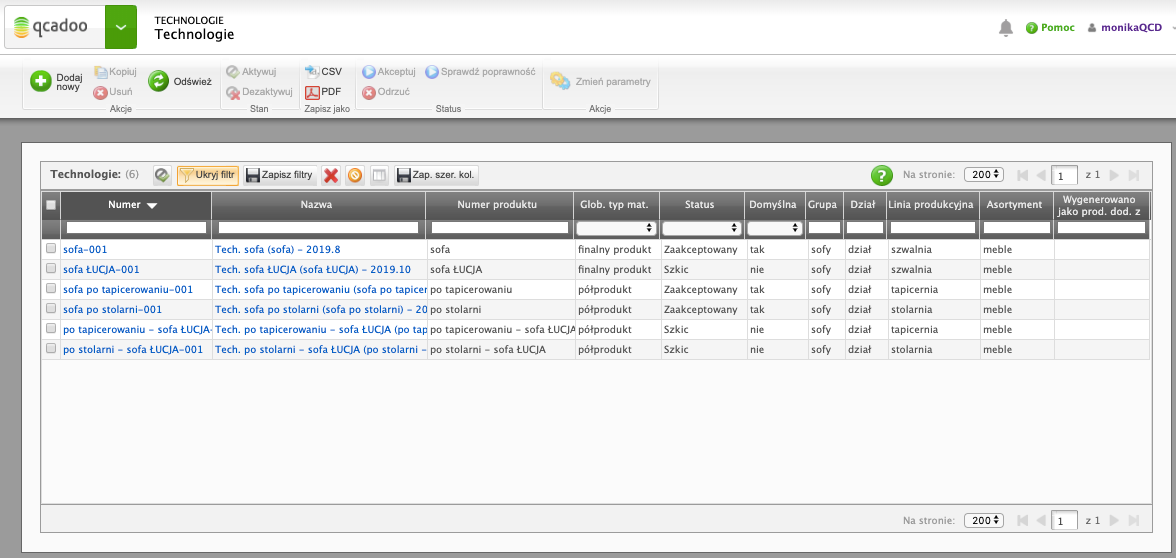 qcadoo
TECHNOLOGIE
Technologie
Pomoc
monikaQCD
Dodaj nowy
Kopiuj
Usuń
Odśwież
Akcje
Aktywuj
Dezaktywuj
Stan
CSV
PDF
Zapisz jako
Akceptuj
Sprawdź poprawność
Odrzuć
Status
Zmień parametry
Akcje
Technologie: (6) Ukryj filtr Zapisz filtry Zap. szer. kol. ? Na stronie: 200 1 z 1
Numer Nazwa Numer produktu Glob. typ mat. Status Domyślna Grupa Dział Linia produkcyjna Asortyment Wygenerowano jako prod. dod. z
sofa-001 Tech. sofa (sofa) - 2019.8 sofa finalny produkt Zaakceptowany tak sofy dział szwalnia meble
sofa ŁUCJA-001 Tech. sofa ŁUCJA (sofa ŁUCJA) - 2019.10 sofa ŁUCJA finalny produkt Szkic nie sofy dział szwalnia meble
sofa po tapicerowaniu-001 Tech. sofa po tapicerowaniu (sofa po tapicer po tapicerowaniu półprodukt Zaakceptowany tak sofy dział tapicernia meble
sofa po stolarni-001 Tech. sofa po stolarni (sofa po stolarni) - 20 po stolarni półprodukt Zaakceptowany tak sofy dział stolarnia meble
po tapicerowaniu - sofa ŁUCJA- Tech. po tapicerowaniu - sofa ŁUCJA (po tap po tapicerowaniu - sofa ŁUCJA półprodukt Szkic nie sofy dział tapicernia meble
po stolarni - sofa ŁUCJA-001 Tech. po stolarni - sofa ŁUCJA (po stolarni - po stolarni - sofa ŁUCJA półprodukt Szkic nie sofy dział stolarnia meble
Na stronie: 200 1 z 1